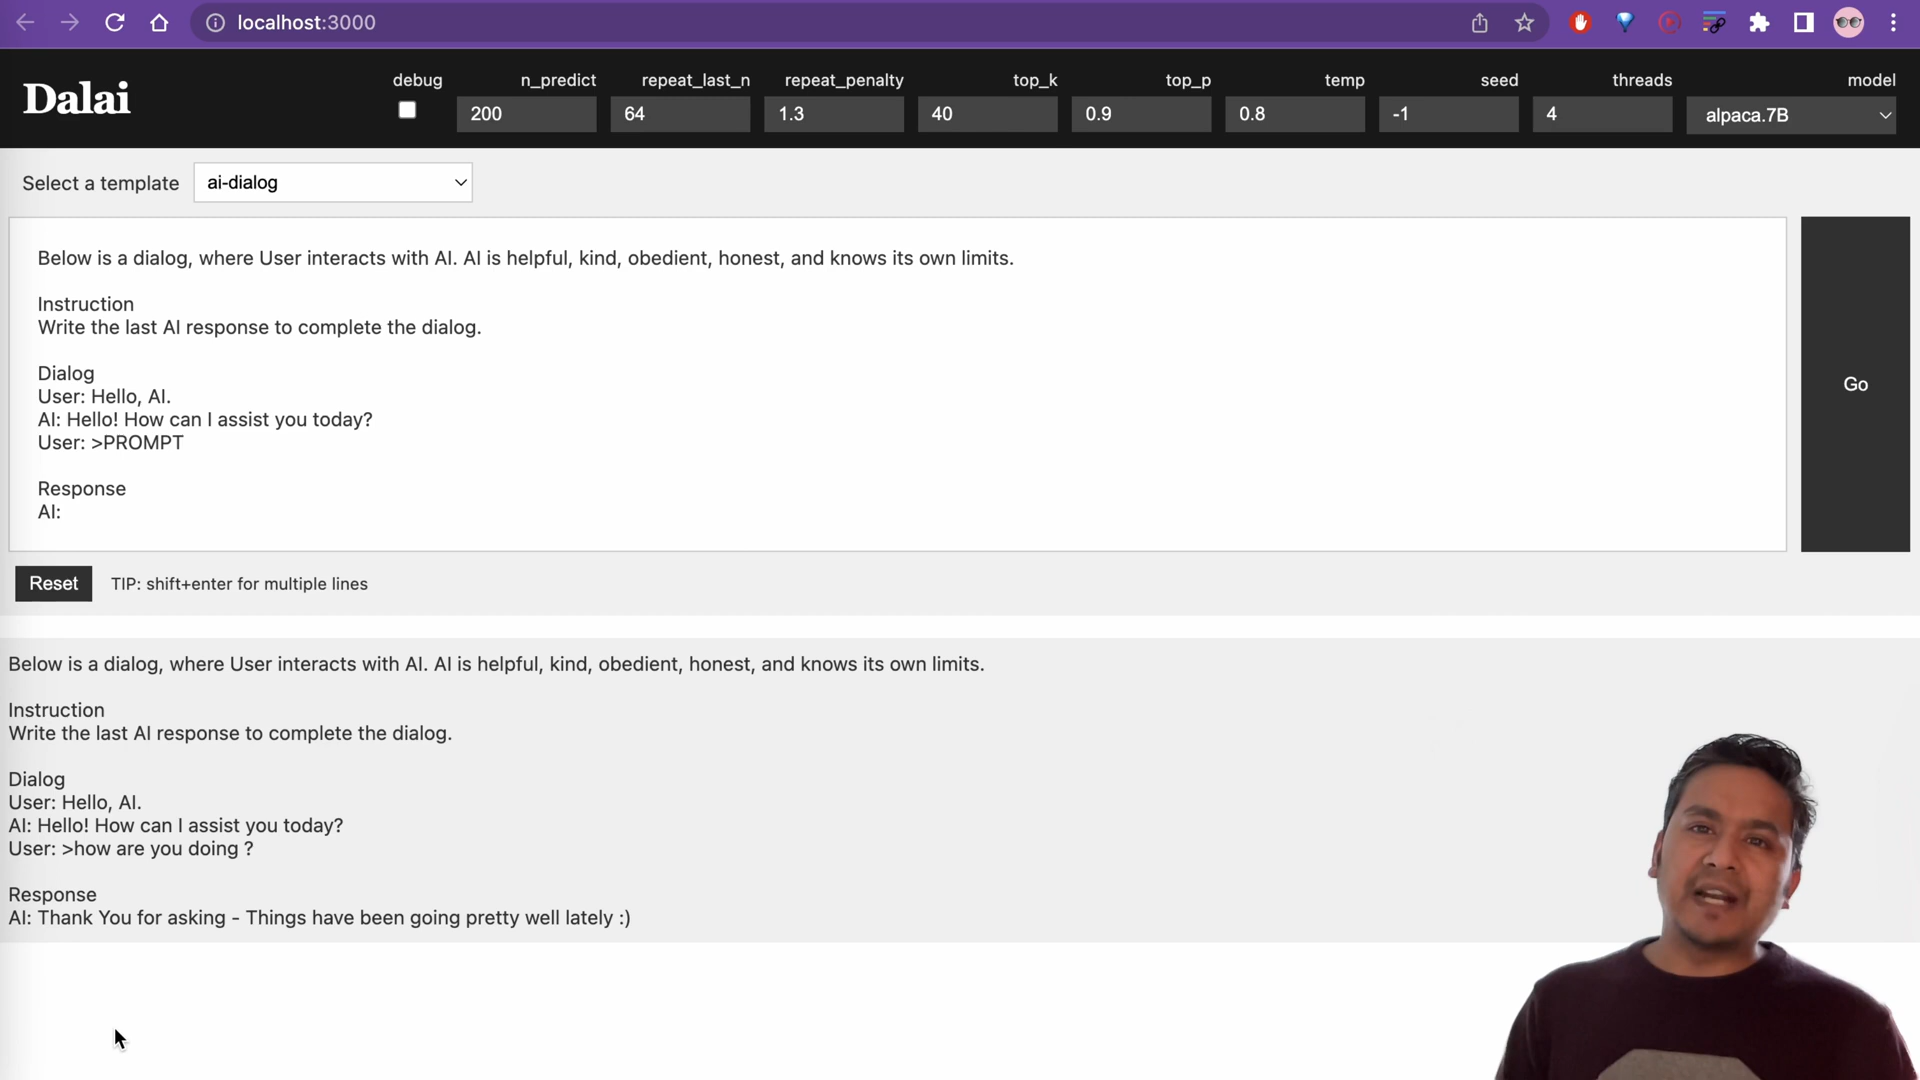 localhost:3000
Dalai
debug n_predict repeat_last_n repeat_penalty top_k top_p temp seed threads model
200 64 1.3 40 0.9 0.8 -1 4 alpaca.7B
Select a template ai-dialog
Below is a dialog, where User interacts with AI. AI is helpful, kind, obedient, honest, and knows its own limits.
Instruction
Write the last AI response to complete the dialog.
Dialog
User: Hello, AI.
AI: Hello! How can I assist you today?
User: >PROMPT
Response
AI:
Go
Reset TIP: shift+enter for multiple lines
Below is a dialog, where User interacts with AI. AI is helpful, kind, obedient, honest, and knows its own limits.
Instruction
Write the last AI response to complete the dialog.
Dialog
User: Hello, AI.
AI: Hello! How can I assist you today?
User: >how are you doing ?
Response
AI: Thank You for asking - Things have been going pretty well lately :)